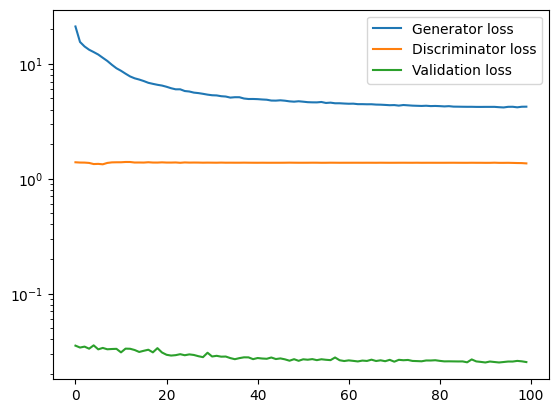 Generator loss
Discriminator loss
Validation loss
10¹
10⁰
10⁻¹
0 20 40 60 80 100